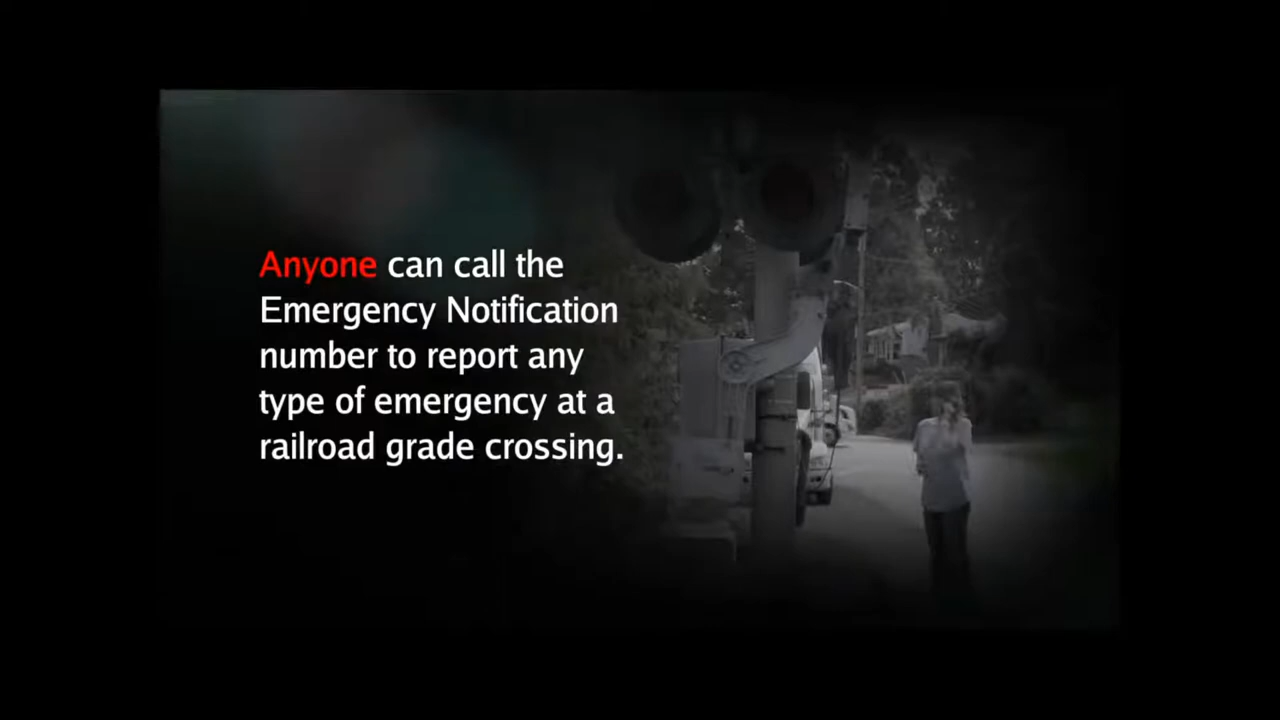 Anyone can call the
Emergency Notification
number to report any
type of emergency at a
railroad grade crossing.